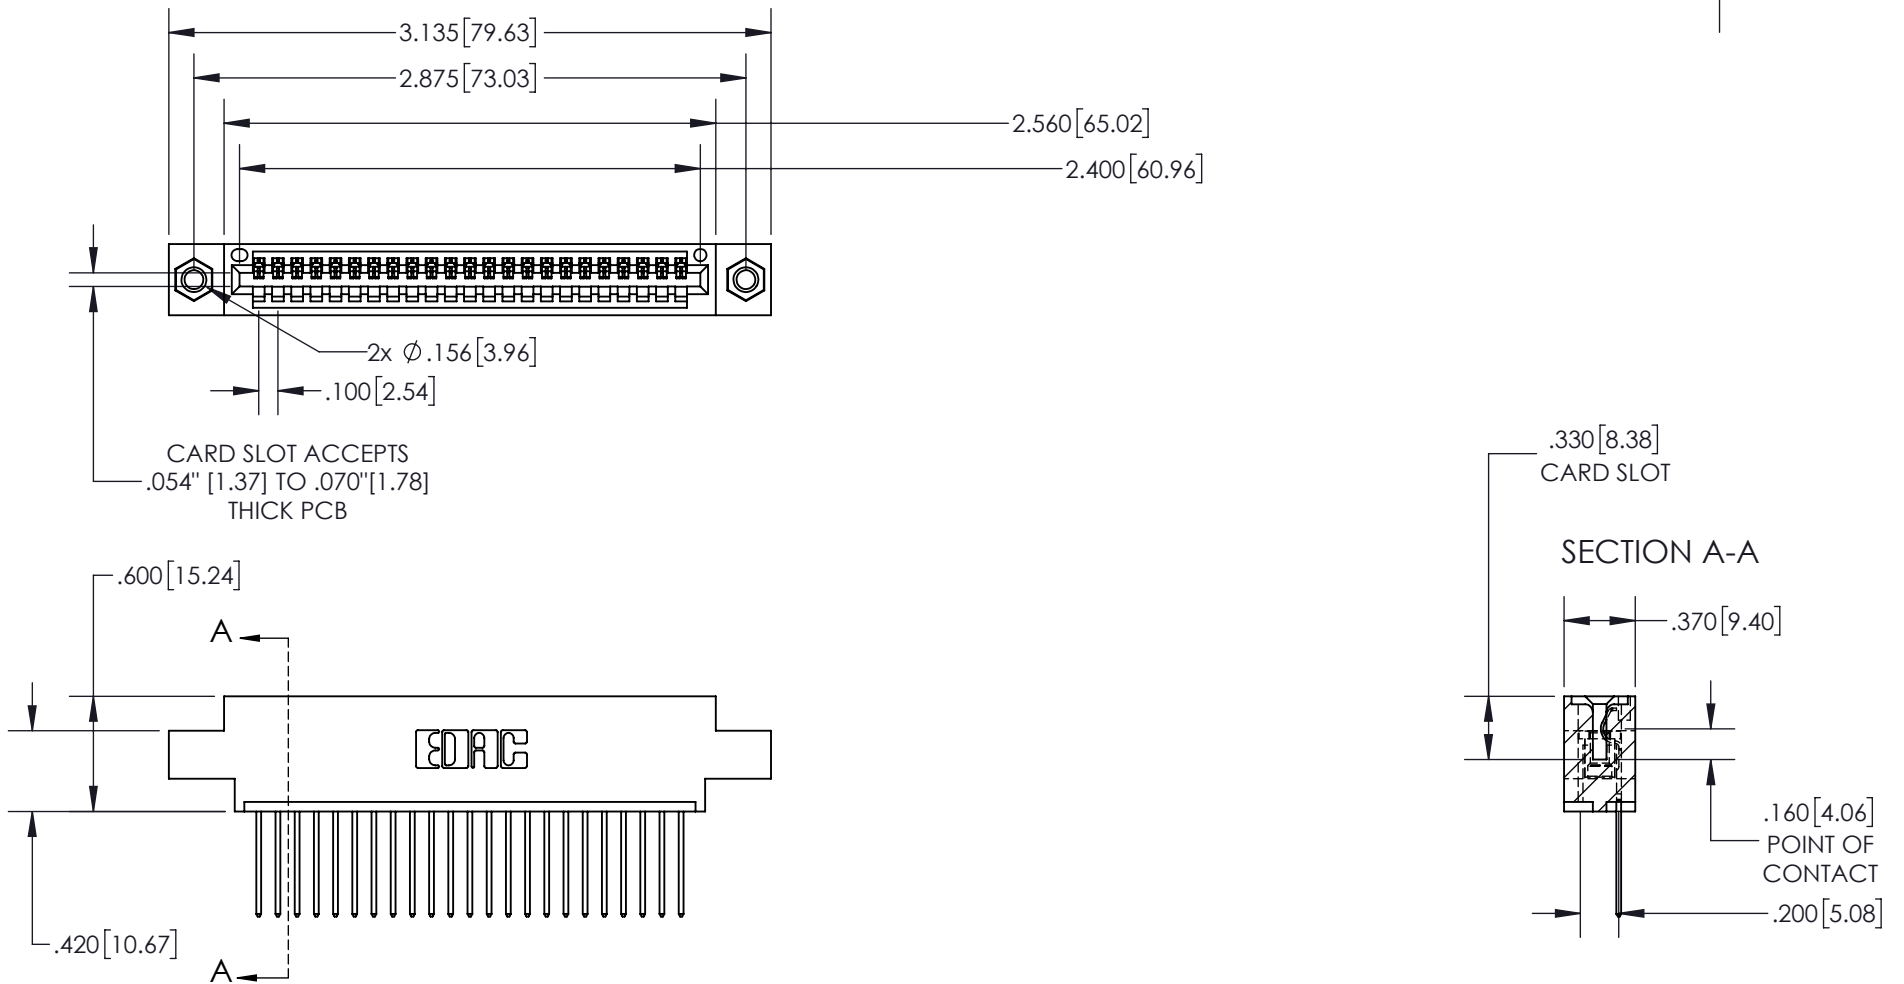 3.135[79.63]
2.875[73.03]
2.560[65.02]
2.400[60.96]
2x ∅.156[3.96]
.100[2.54]
CARD SLOT ACCEPTS
.054" [1.37] TO .070"[1.78]
THICK PCB
.330[8.38]
CARD SLOT
SECTION A-A
.600[15.24]
A
.370[9.40]
EDAC
.160[4.06]
POINT OF
CONTACT
.200[5.08]
.420[10.67]
A